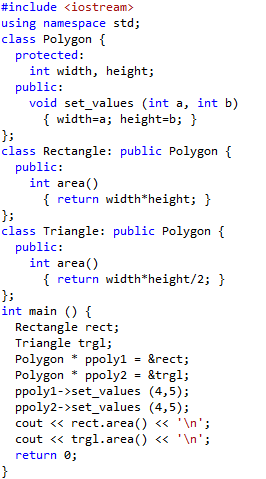 #include <iostream>
using namespace std;
class Polygon {
  protected:
    int width, height;
  public:
    void set_values (int a, int b)
      { width=a; height=b; }
};
class Rectangle: public Polygon {
  public:
    int area()
      { return width*height; }
};
class Triangle: public Polygon {
  public:
    int area()
      { return width*height/2; }
};
int main () {
  Rectangle rect;
  Triangle trgl;
  Polygon * ppoly1 = &rect;
  Polygon * ppoly2 = &trgl;
  ppoly1->set_values (4,5);
  ppoly2->set_values (4,5);
  cout << rect.area() << '\n';
  cout << trgl.area() << '\n';
  return 0;
}